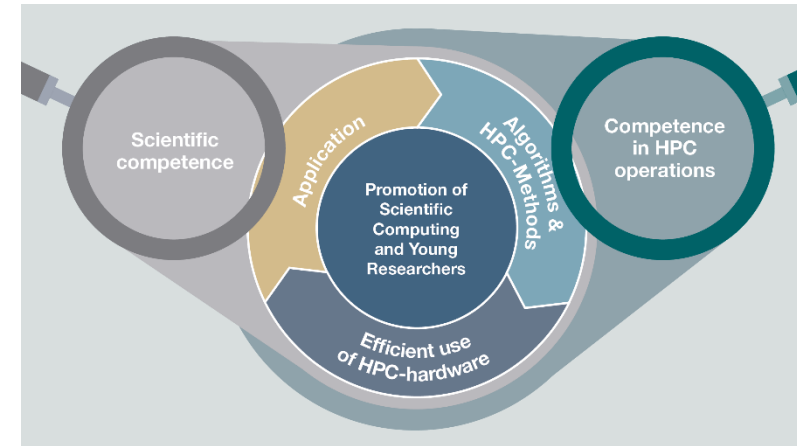 Scientific
competence
Application
Algorithms &
HPC-Methods
Competence
in HPC
operations
Promotion of
Scientific
Computing
and Young
Researchers
Efficient use
of HPC-hardware